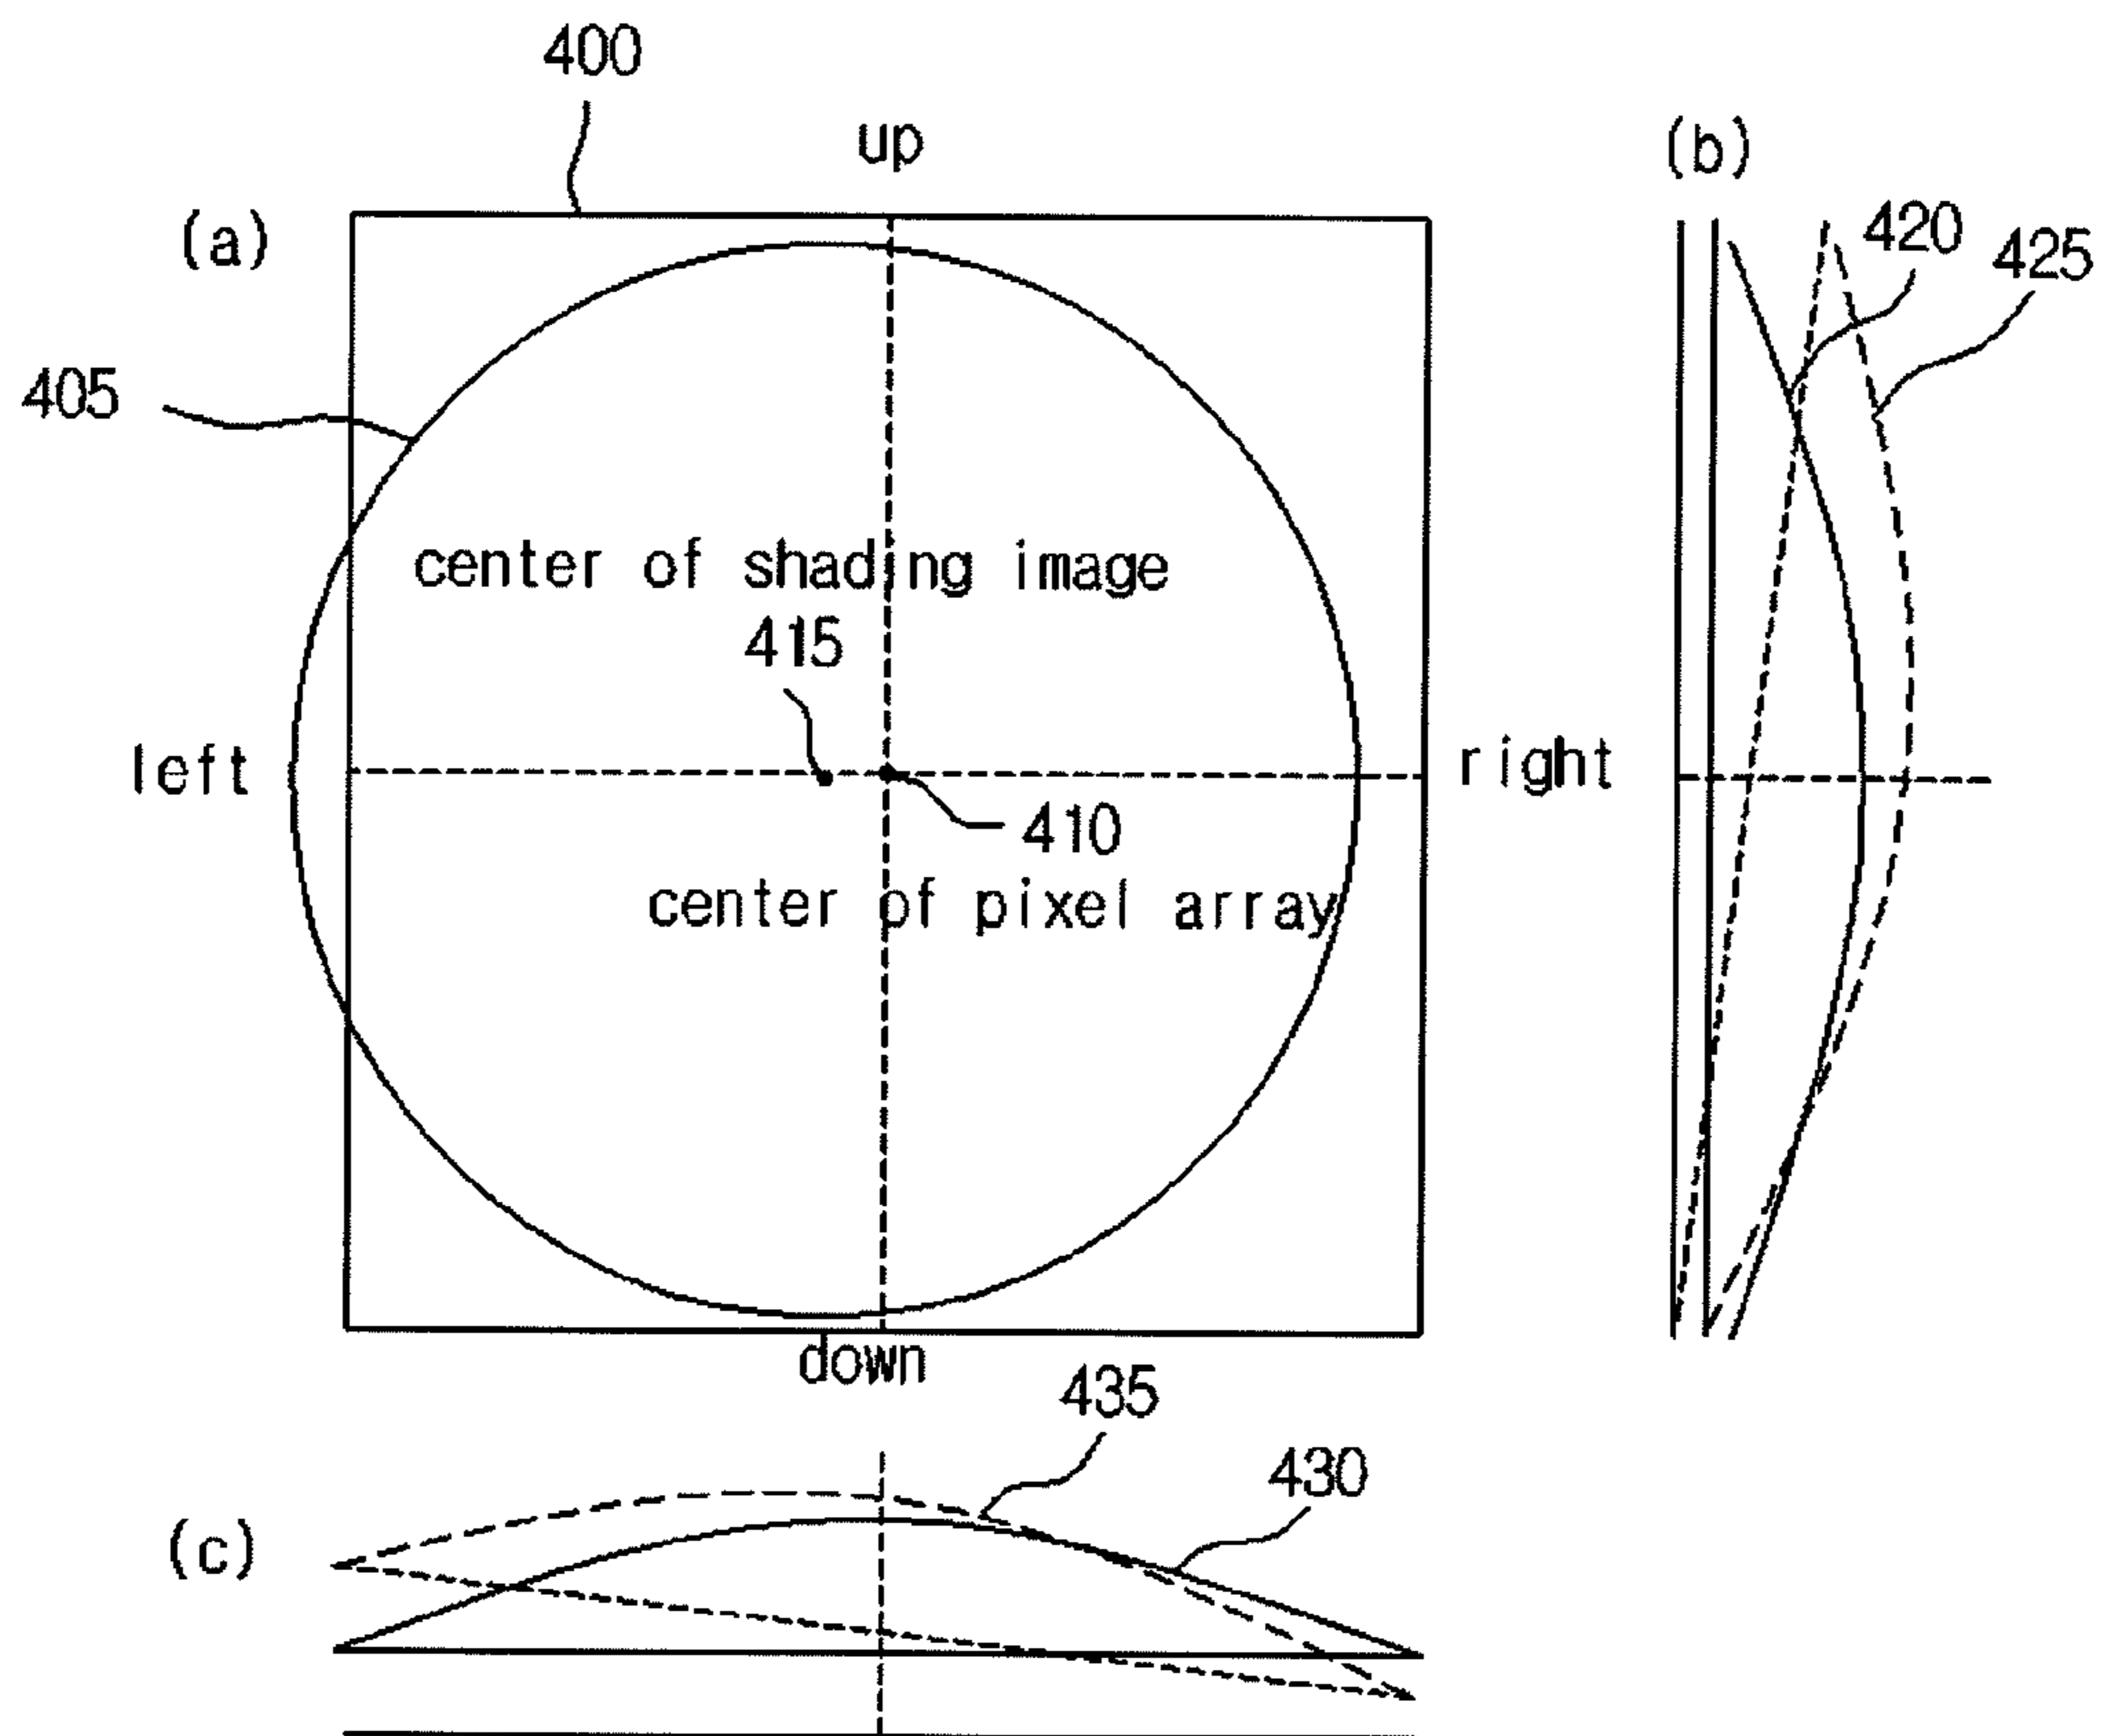 400
up
(b)
(a)
420
425
405
center of shading image
415
left
right
410
center of pixel array
down
435
430
(c)